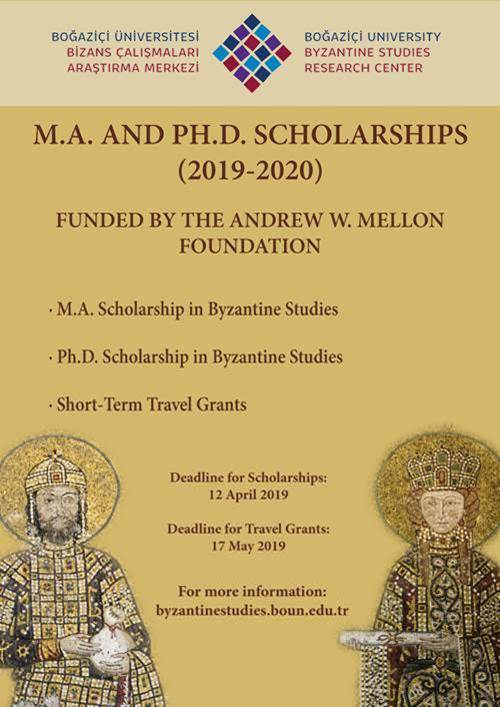 BOĞAZİÇİ ÜNİVERSİTESİ
BİZANS ÇALIŞMALARI
ARAŞTIRMA MERKEZİ
BOĞAZİÇİ UNIVERSITY
BYZANTINE STUDIES
RESEARCH CENTER
M.A. AND PH.D. SCHOLARSHIPS
(2019-2020)
FUNDED BY THE ANDREW W. MELLON
FOUNDATION
· M.A. Scholarship in Byzantine Studies
· Ph.D. Scholarship in Byzantine Studies
· Short-Term Travel Grants
Deadline for Scholarships:
12 April 2019
Deadline for Travel Grants:
17 May 2019
For more information:
byzantinestudies.boun.edu.tr